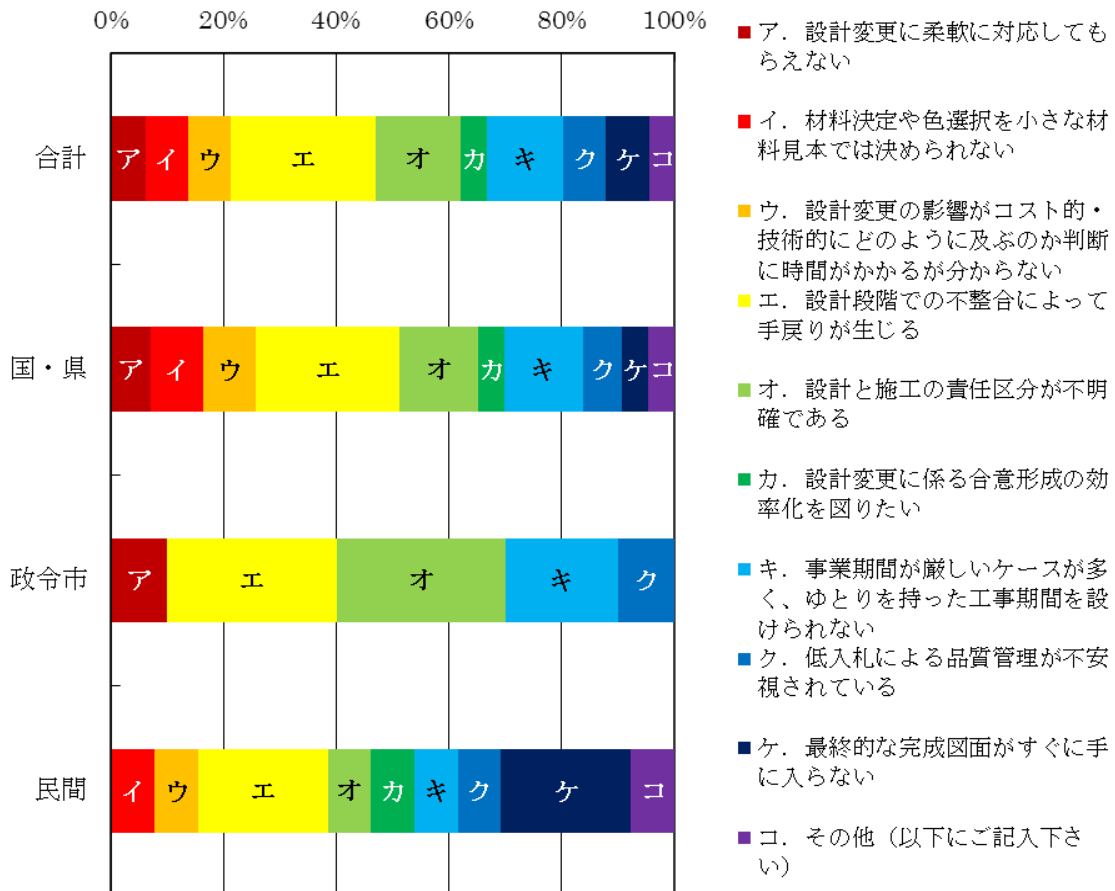 0% 20% 40% 60% 80% 100%
合計
ア イ ウ エ オ カ キ ク ケ コ
国・県
ア イ ウ エ オ カ キ ク ケ コ
政令市
ア エ オ キ ク
民間
イ ウ エ オ カ キ ク ケ コ
ア．設計変更に柔軟に対応しても
らえない
イ．材料決定や色選択を小さな材
料見本では決められない
ウ．設計変更の影響がコスト的・
技術的にどのように及ぶのか判断
に時間がかかるが分からない
エ．設計段階での不整合によって
手戻りが生じる
オ．設計と施工の責任区分が不明
確である
カ．設計変更に係る合意形成の効
率化を図りたい
キ．事業期間が厳しいケースが多
く、ゆとりを持った工事期間を設
けられない
ク．低入札による品質管理が不安
視されている
ケ．最終的な完成図面がすぐに手
に入らない
コ．その他（以下にご記入下さ
い）